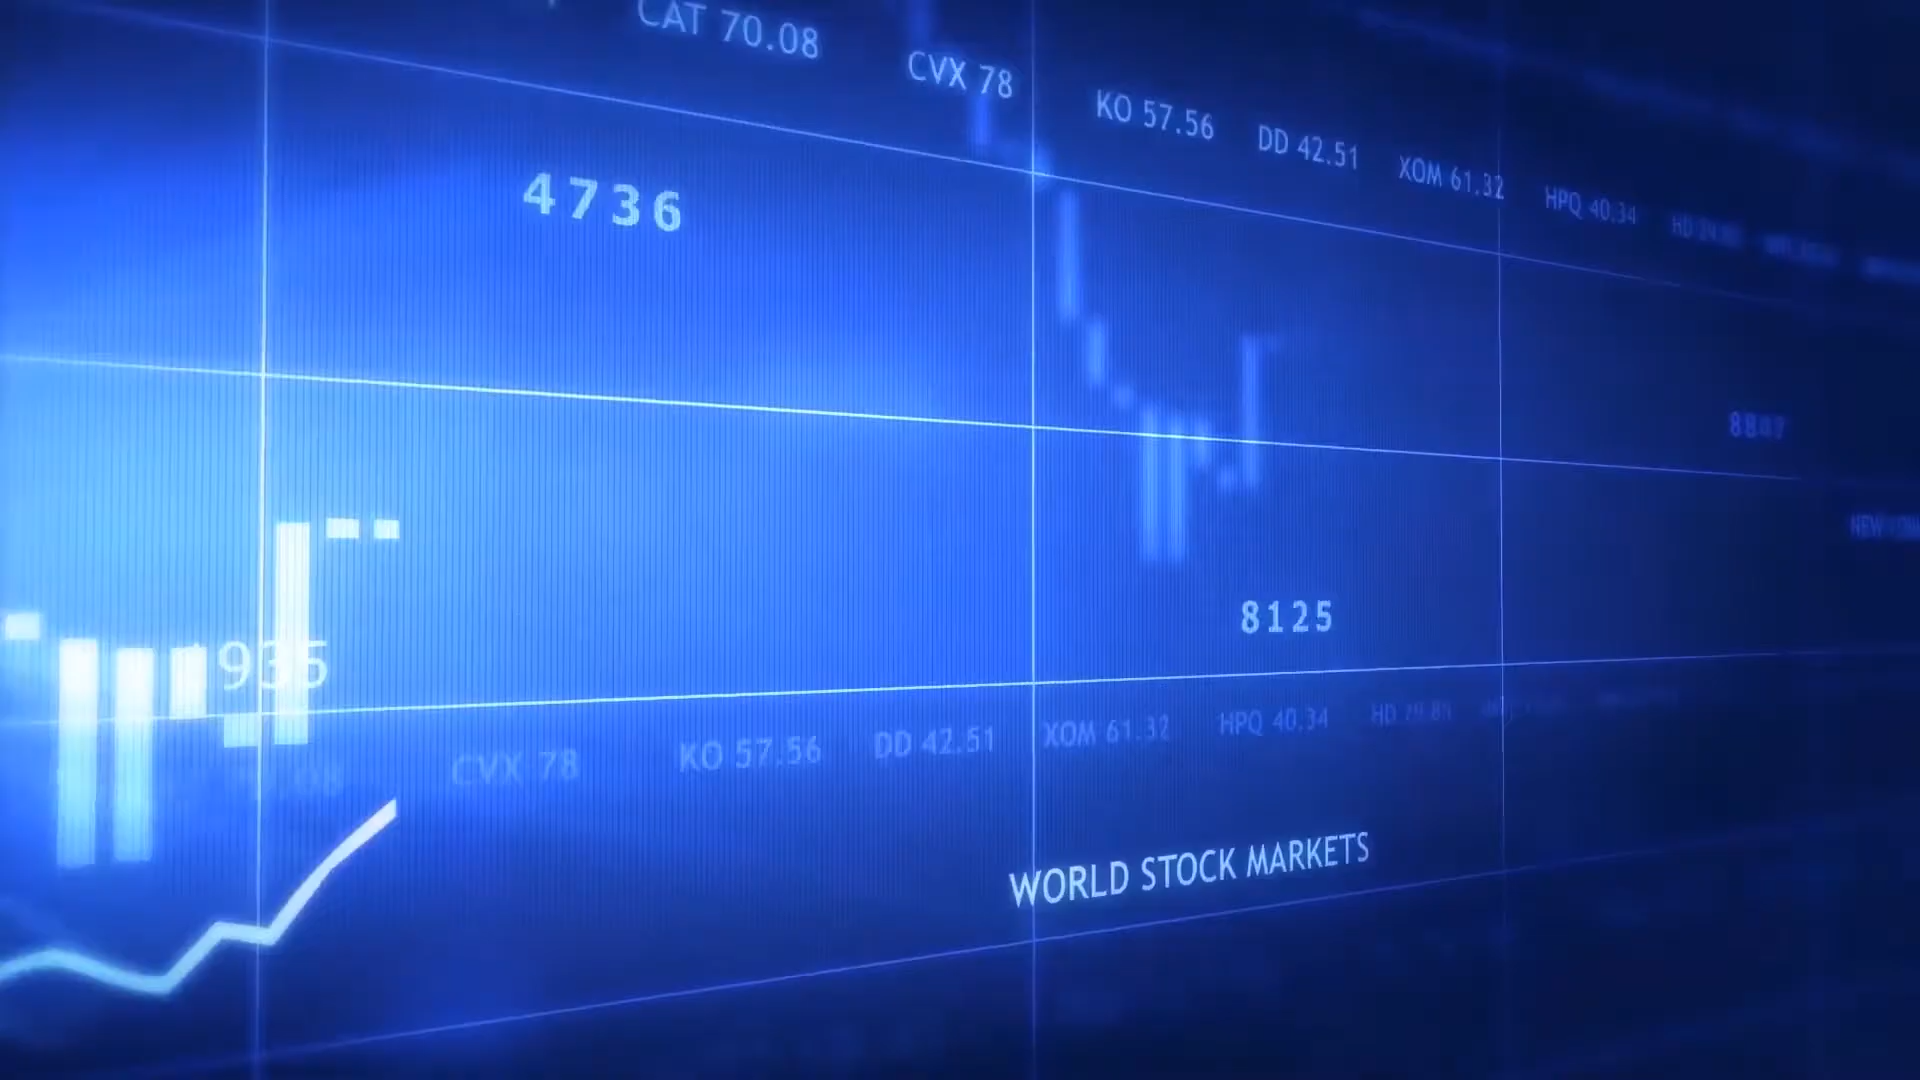 CAT 70.08 CVX 78 KO 57.56 DD 42.51 XOM 61.32 HPQ 40.34
4736
8125
935
CVX 78 KO 57.56 DD 42.51 XOM 61.32 HPQ 40.34
WORLD STOCK MARKETS